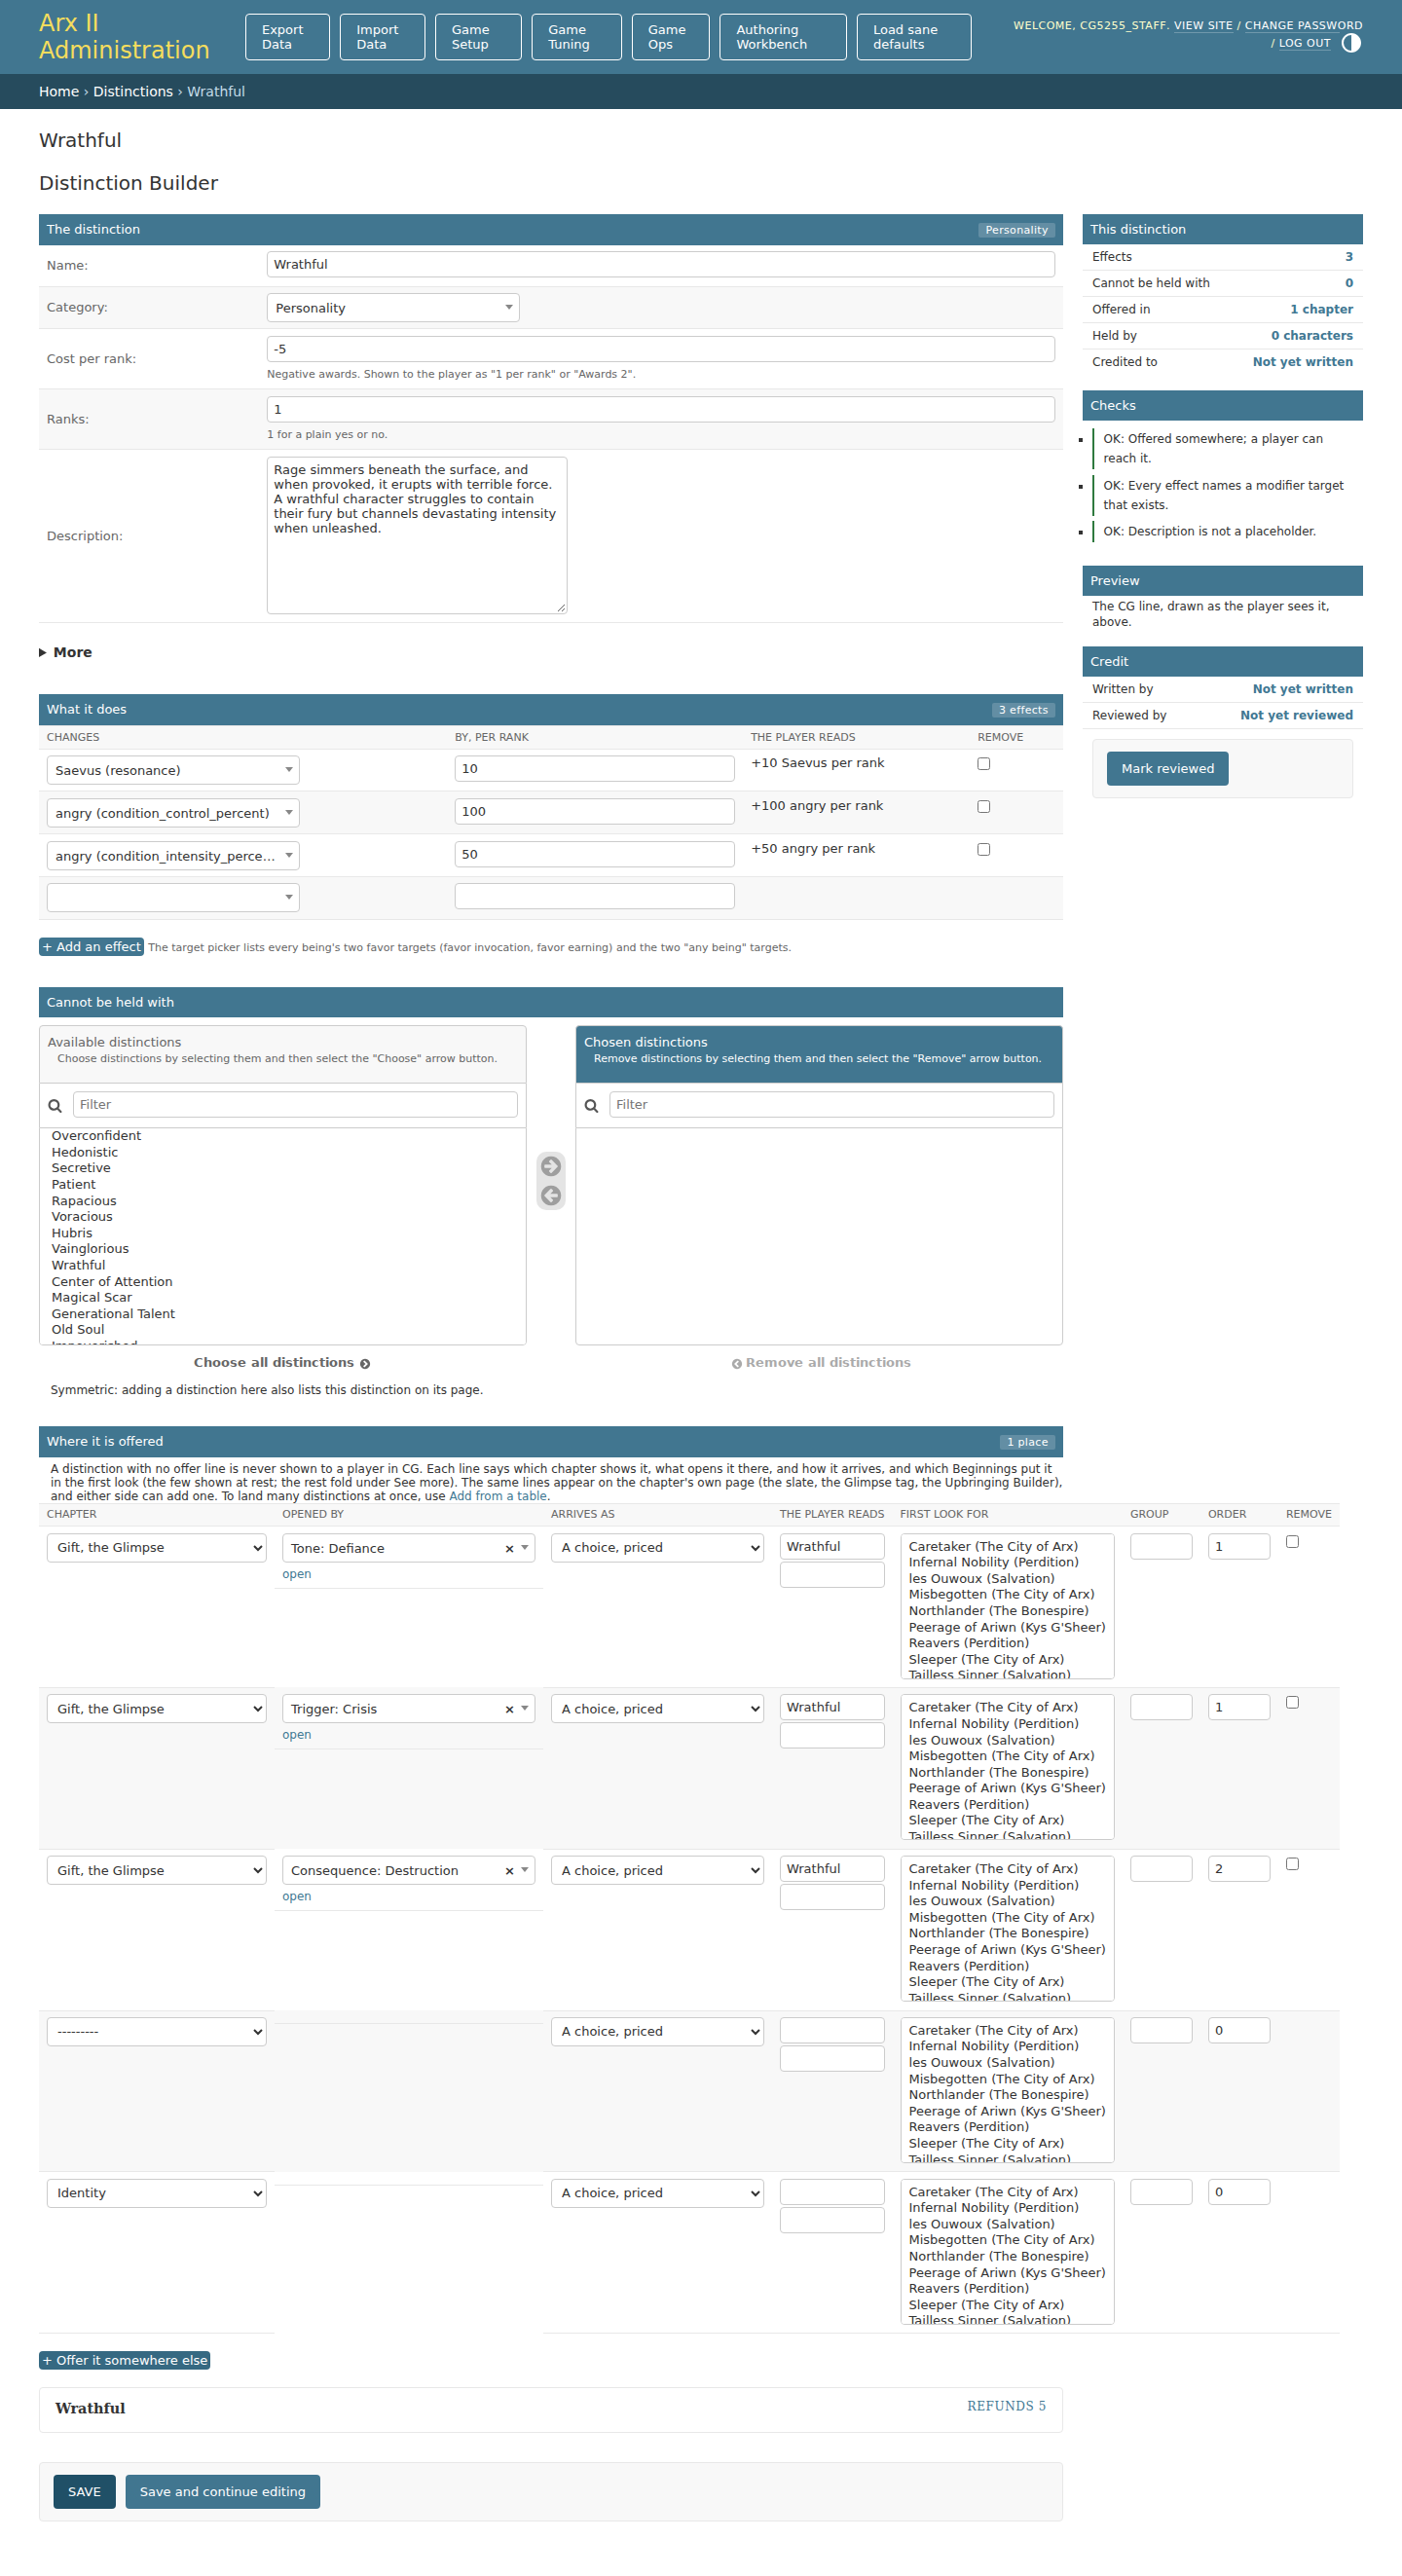 Arx II
Administration
Export
Data
Import
Data
Game
Setup
Game
Tuning
Game
Ops
Authoring
Workbench
Load sane
defaults
WELCOME, CG5255_STAFF. VIEW SITE / CHANGE PASSWORD
/ LOG OUT
Home › Distinctions › Wrathful
Wrathful
Distinction Builder
The distinction
Personality
Name:
Wrathful
Category:
Personality
Cost per rank:
-5
Negative awards. Shown to the player as "1 per rank" or "Awards 2".
Ranks:
1
1 for a plain yes or no.
Description:
Rage simmers beneath the surface, and
when provoked, it erupts with terrible force.
A wrathful character struggles to contain
their fury but channels devastating intensity
when unleashed.
More
What it does
3 effects
CHANGES BY, PER RANK THE PLAYER READS REMOVE
Saevus (resonance) 10 +10 Saevus per rank
angry (condition_control_percent) 100 +100 angry per rank
angry (condition_intensity_perce... 50 +50 angry per rank
+ Add an effect The target picker lists every being's two favor targets (favor invocation, favor earning) and the two "any being" targets.
Cannot be held with
Available distinctions
Choose distinctions by selecting them and then select the "Choose" arrow button.
Filter
Overconfident
Hedonistic
Secretive
Patient
Rapacious
Voracious
Hubris
Vainglorious
Wrathful
Center of Attention
Magical Scar
Generational Talent
Old Soul
Impoverished
Choose all distinctions
Chosen distinctions
Remove distinctions by selecting them and then select the "Remove" arrow button.
Filter
Remove all distinctions
Symmetric: adding a distinction here also lists this distinction on its page.
Where it is offered
1 place
A distinction with no offer line is never shown to a player in CG. Each line says which chapter shows it, what opens it there, and how it arrives, and which Beginnings put it
in the first look (the few shown at rest; the rest fold under See more). The same lines appear on the chapter's own page (the slate, the Glimpse tag, the Upbringing Builder),
and either side can add one. To land many distinctions at once, use Add from a table.
CHAPTER OPENED BY ARRIVES AS THE PLAYER READS FIRST LOOK FOR GROUP ORDER REMOVE
Gift, the Glimpse
Tone: Defiance ×
open
A choice, priced
Wrathful
Caretaker (The City of Arx)
Infernal Nobility (Perdition)
les Ouwoux (Salvation)
Misbegotten (The City of Arx)
Northlander (The Bonespire)
Peerage of Ariwn (Kys G'Sheer)
Reavers (Perdition)
Sleeper (The City of Arx)
Tailless Sinner (Salvation)
1
Gift, the Glimpse
Trigger: Crisis ×
open
A choice, priced
Wrathful
Caretaker (The City of Arx)
Infernal Nobility (Perdition)
les Ouwoux (Salvation)
Misbegotten (The City of Arx)
Northlander (The Bonespire)
Peerage of Ariwn (Kys G'Sheer)
Reavers (Perdition)
Sleeper (The City of Arx)
Tailless Sinner (Salvation)
1
Gift, the Glimpse
Consequence: Destruction ×
open
A choice, priced
Wrathful
Caretaker (The City of Arx)
Infernal Nobility (Perdition)
les Ouwoux (Salvation)
Misbegotten (The City of Arx)
Northlander (The Bonespire)
Peerage of Ariwn (Kys G'Sheer)
Reavers (Perdition)
Sleeper (The City of Arx)
Tailless Sinner (Salvation)
2
---------
A choice, priced
Caretaker (The City of Arx)
Infernal Nobility (Perdition)
les Ouwoux (Salvation)
Misbegotten (The City of Arx)
Northlander (The Bonespire)
Peerage of Ariwn (Kys G'Sheer)
Reavers (Perdition)
Sleeper (The City of Arx)
Tailless Sinner (Salvation)
0
Identity
A choice, priced
Caretaker (The City of Arx)
Infernal Nobility (Perdition)
les Ouwoux (Salvation)
Misbegotten (The City of Arx)
Northlander (The Bonespire)
Peerage of Ariwn (Kys G'Sheer)
Reavers (Perdition)
Sleeper (The City of Arx)
Tailless Sinner (Salvation)
0
+ Offer it somewhere else
Wrathful
REFUNDS 5
SAVE
Save and continue editing
This distinction
Effects 3
Cannot be held with 0
Offered in 1 chapter
Held by 0 characters
Credited to Not yet written
Checks
OK: Offered somewhere; a player can
reach it.
OK: Every effect names a modifier target
that exists.
OK: Description is not a placeholder.
Preview
The CG line, drawn as the player sees it,
above.
Credit
Written by Not yet written
Reviewed by Not yet reviewed
Mark reviewed